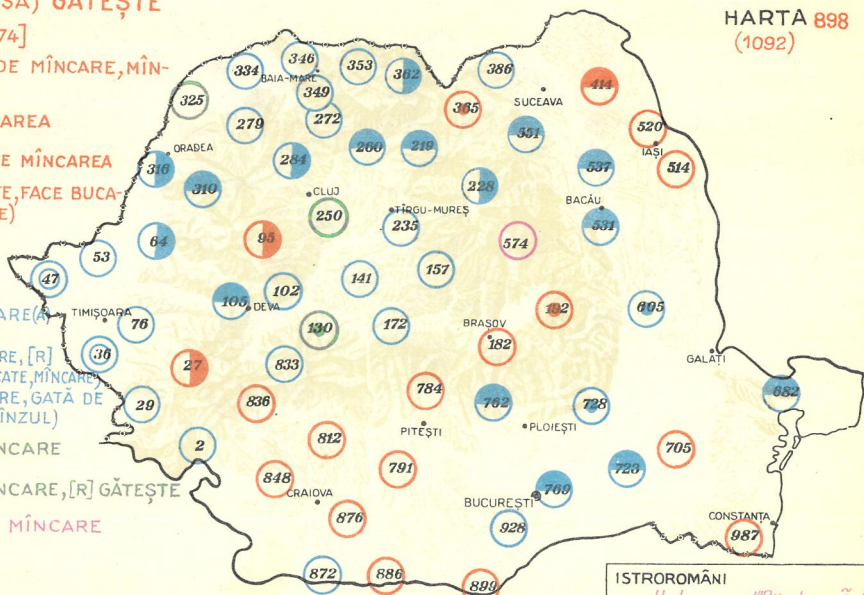 SA) GĂTEȘTE
74]
DE MÎNCARE, MÎN-
AREA
E MÎNCAREA
TE, FACE BUCA-
E)
HARTA 898
(1092)
334
346
BAIA-MARE
353
362
386
SUCEAVA
414
325
349
365
279
272
520
IAȘI
514
ORADEA
316
284
260
219
551
537
310
CLUJ
228
BACĂU
250
TÎRGU-MUREȘ
235
574
531
64
95
53
47
157
105
DEVA
102
141
192
605
TIMIȘOARA
76
130
172
BRAȘOV
182
36
27
833
GALAȚI
29
836
784
762
728
682
2
812
PITEȘTI
PLOIEȘTI
705
848
791
723
CRAIOVA
876
BUCUREȘTI
769
928
CONSTANȚA
987
872
886
899
ARE(A)
RE, [R]
CATE, MÎNCARE
RE, GATĂ DE
ÎNZUL)
NCARE
NCARE, [R] GĂTEȘTE
MÎNCARE
ISTROROMÂNI